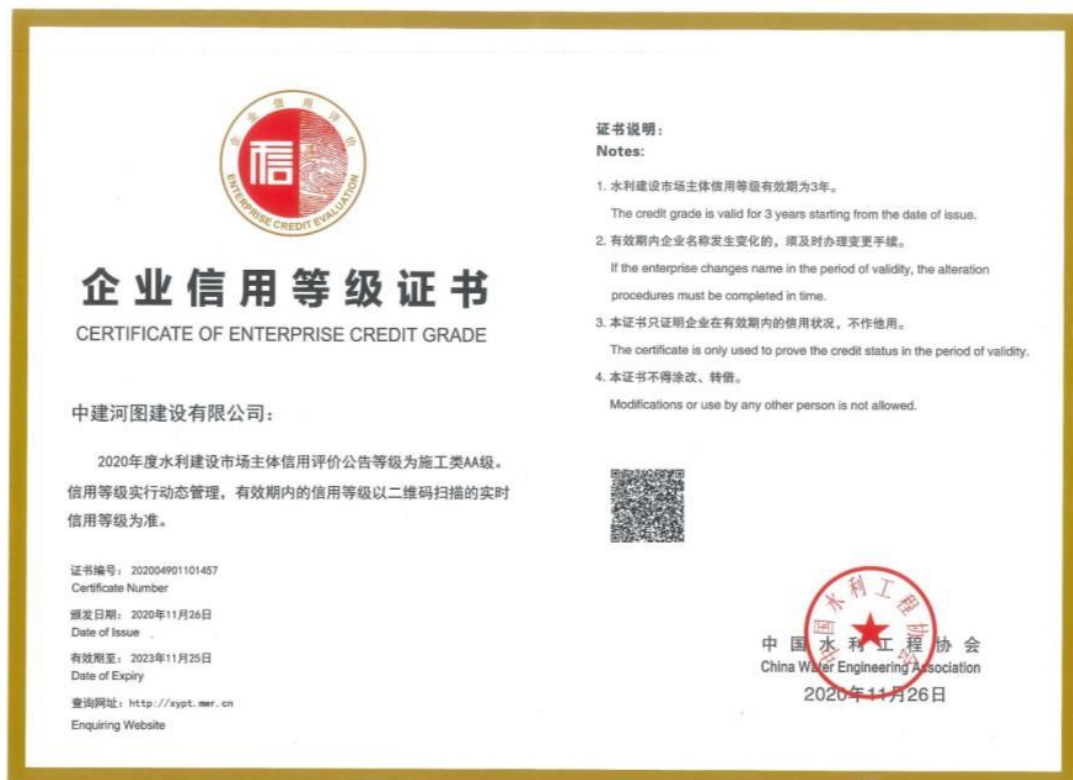 企业信用评价
信
ENTERPRISE CREDIT EVALUATION
企业信用等级证书
CERTIFICATE OF ENTERPRISE CREDIT GRADE
中建河图建设有限公司：
2020年度水利建设市场主体信用评价公告等级为施工类AA级。
信用等级实行动态管理，有效期内的信用等级以二维码扫描的实时
信用等级为准。
证书编号： 202004901101457
Certificate Number
颁发日期： 2020年11月26日
Date of Issue
有效期至： 2023年11月25日
Date of Expiry
查询网址：http://xypt.mwr.cn
Enquiring Website
证书说明：
Notes:
1. 水利建设市场主体信用等级有效期为3年。
The credit grade is valid for 3 years starting from the date of issue.
2. 有效期内企业名称发生变化的，须及时办理变更手续。
If the enterprise changes name in the period of validity, the alteration
procedures must be completed in time.
3. 本证书只证明企业在有效期内的信用状况，不作他用。
The certificate is only used to prove the credit status in the period of validity.
4. 本证书不得涂改、转借。
Modifications or use by any other person is not allowed.
中国水利工程协会
中国水利工程协会
China Water Engineering Association
2020年11月26日